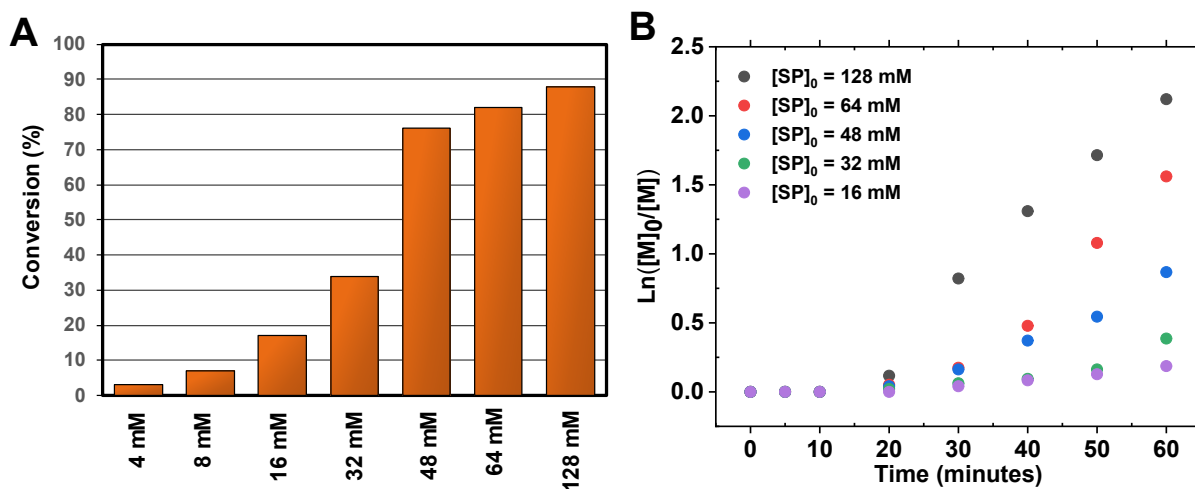 A
Conversion (%)
100
90
80
70
60
50
40
30
20
10
0
4 mM
8 mM
16 mM
32 mM
48 mM
64 mM
128 mM
B
Ln([M]0/[M])
2.5
2.0
1.5
1.0
0.5
0.0
[SP]0 = 128 mM
[SP]0 = 64 mM
[SP]0 = 48 mM
[SP]0 = 32 mM
[SP]0 = 16 mM
0 10 20 30 40 50 60
Time (minutes)